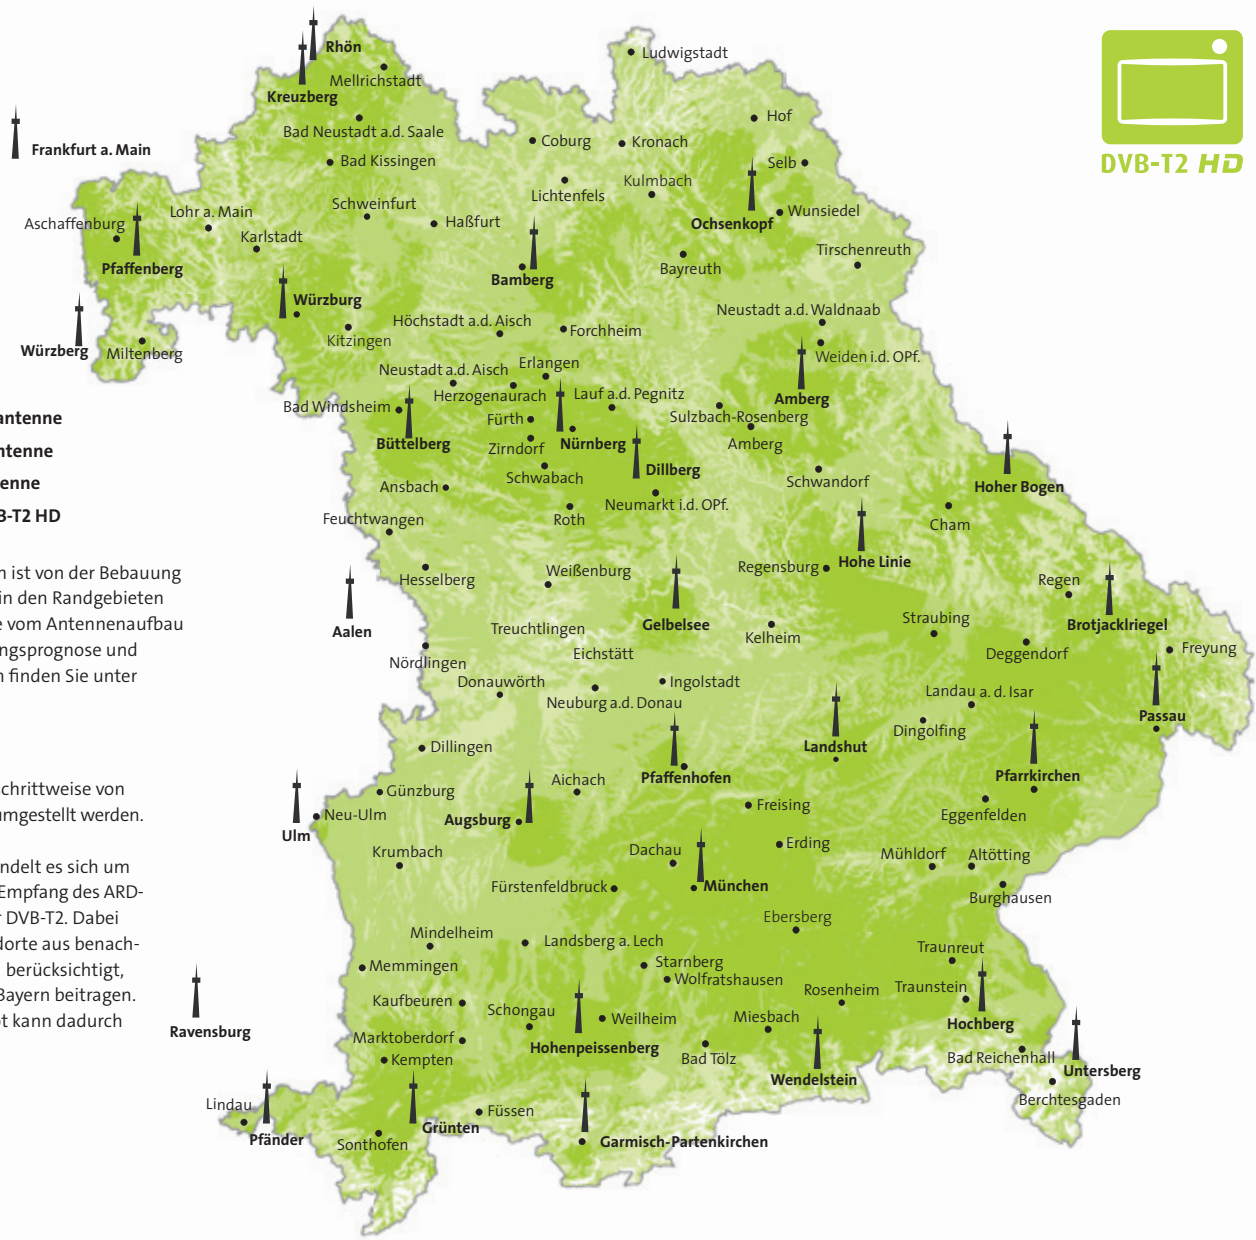 Rhön
Ludwigstadt
Mellrichstadt
Kreuzberg
DVB-T2 HD
Hof
Bad Neustadt a.d. Saale
Coburg
Kronach
Frankfurt a. Main
Bad Kissingen
Selb
Kulmbach
Lichtenfels
Schweinfurt
Lohr a. Main
Haßfurt
Wunsiedel
Aschaffenburg
Ochsenkopf
Karlstadt
Tirschenreuth
Pfaffenberg
Bayreuth
Bamberg
Würzburg
Neustadt a.d. Waldnaab
Höchstadt a.d. Aisch
Forchheim
Kitzingen
Würzberg
Miltenberg
Weiden i.d. OPf.
Erlangen
Neustadt a.d. Aisch
Herzogenaurach
Lauf a.d. Pegnitz
Amberg
Bad Windsheim
Sulzbach-Rosenberg
antenne
Fürth
Büttelberg
Nürnberg
Amberg
Zirndorf
ntenne
Dillberg
Schwabach
Schwandorf
Hoher Bogen
enne
Ansbach
Neumarkt i.d. OPf.
B-T2 HD
Feuchtwangen
Roth
Cham
Hohe Linie
Regensburg
n ist von der Bebauung
Hesselberg
Weißenburg
Regen
in den Randgebieten
e vom Antennenaufbau
Aalen
Treuchtlingen
Gelbelsee
Kelheim
Straubing
Brotjacklriegel
ngsprognose und
Eichstätt
Deggendorf
Freyung
Nördlingen
n finden Sie unter
Donauwörth
Ingolstadt
Landau a. d. Isar
Neuburg a.d. Donau
Passau
Dingolfing
Dillingen
Landshut
Pfaffenhofen
Pfarrkirchen
schrittweise von
Günzburg
Aichach
Freising
umgestellt werden.
Ulm
Neu-Ulm
Augsburg
Eggenfelden
Krumbach
Dachau
Erding
Mühldorf
Altötting
ndelt es sich um
Fürstenfeldbruck
München
Empfang des ARD-
Burghausen
r DVB-T2. Dabei
Ebersberg
Mindelheim
Landsberg a. Lech
dorte aus benach-
Traunreut
Memmingen
Starnberg
berücksichtigt,
Wolfratshausen
Rosenheim
Traunstein
Bayern beitragen.
Kaufbeuren
Schongau
Weilheim
Miesbach
ot kann dadurch
Ravensburg
Marktoberdorf
Hohenpeissenberg
Hochberg
Kempten
Bad Tölz
Bad Reichenhall
Untersberg
Wendelstein
Berchtesgaden
Lindau
Füssen
Pfänder
Grünten
Sonthofen
Garmisch-Partenkirchen